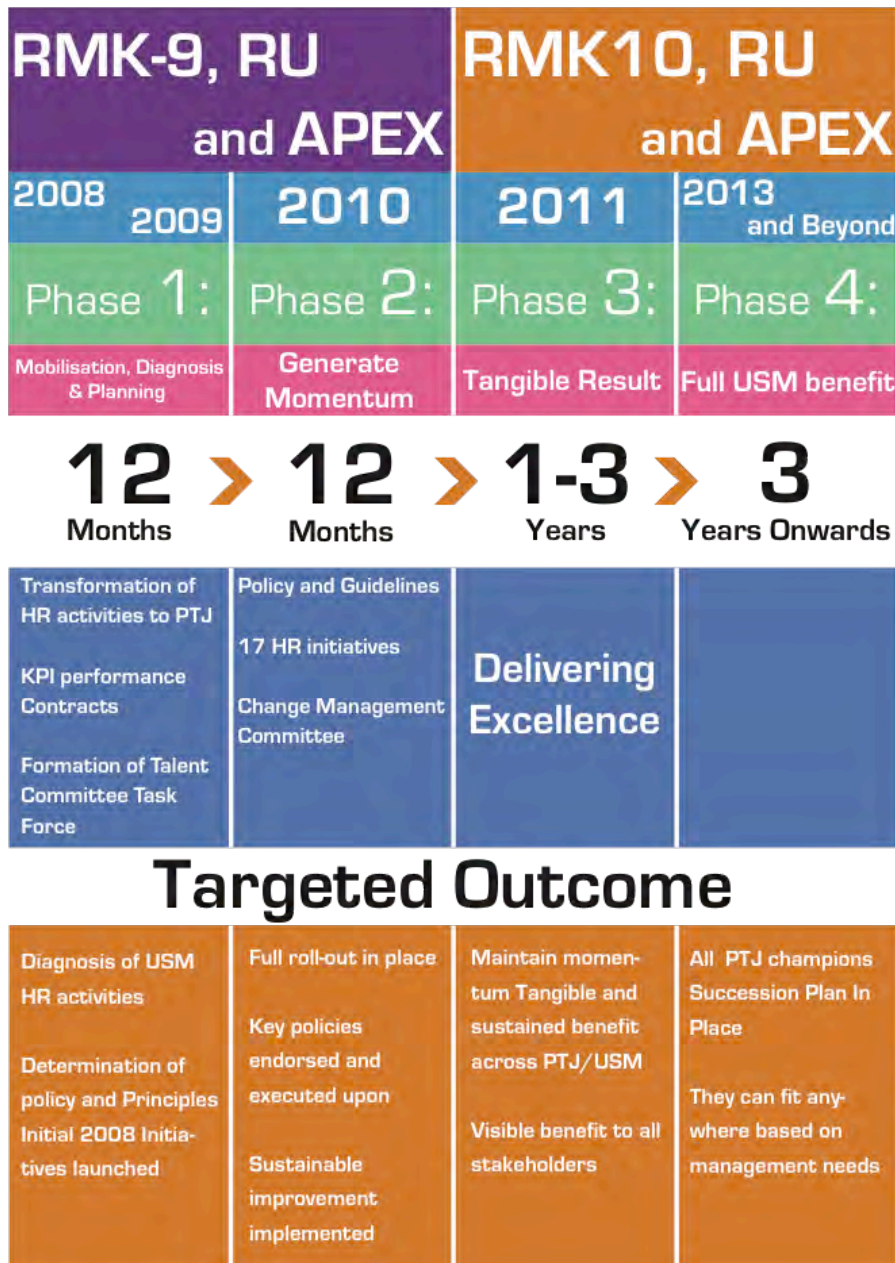 RMK-9, RU
and APEX
RMK10, RU
and APEX
2008
2009
2010
2011
2013
and Beyond
Phase 1:
Phase 2:
Phase 3:
Phase 4:
Mobilisation, Diagnosis
& Planning
Generate
Momentum
Tangible Result
Full USM benefit
12
Months
12
Months
1-3
Years
3
Years Onwards
Transformation of
HR activities to PTJ
KPI performance
Contracts
Formation of Talent
Committee Task
Force
Policy and Guidelines
17 HR initiatives
Change Management
Committee
Delivering
Excellence
Targeted Outcome
Diagnosis of USM
HR activities
Determination of
policy and Principles
Initial 2008 Initia-
tives launched
Full roll-out in place
Key policies
endorsed and
executed upon
Sustainable
improvement
implemented
Maintain momen-
tum Tangible and
sustained benefit
across PTJ/USM
Visible benefit to all
stakeholders
All PTJ champions
Succession Plan In
Place
They can fit any-
where based on
management needs